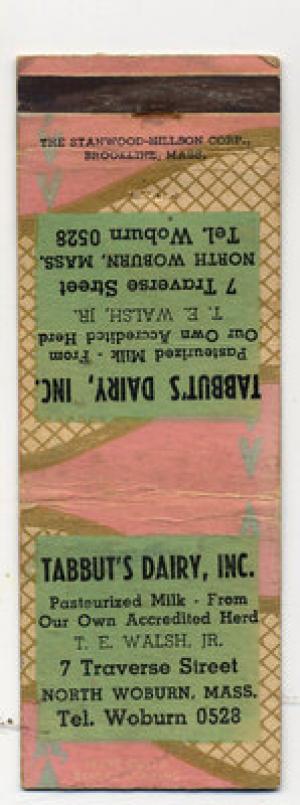 THE STANWOOD-HILLSON CORP.,
BROOKLINE, MASS.
TABBUT'S DAIRY, INC.
Pasteurized Milk - From
Our Own Accredited Herd
T. E. WALSH, JR.
7 Traverse Street
NORTH WOBURN, MASS.
Tel. Woburn 0528
TABBUT'S DAIRY, INC.
Pasteurized Milk - From
Our Own Accredited Herd
T. E. WALSH, JR.
7 Traverse Street
NORTH WOBURN, MASS.
Tel. Woburn 0528